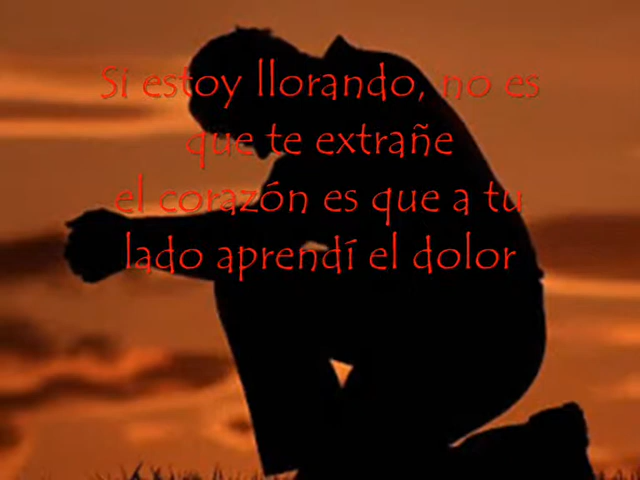 Si estoy llorando, no es
que te extrañe
el corazón es que a tu
lado aprendí el dolor